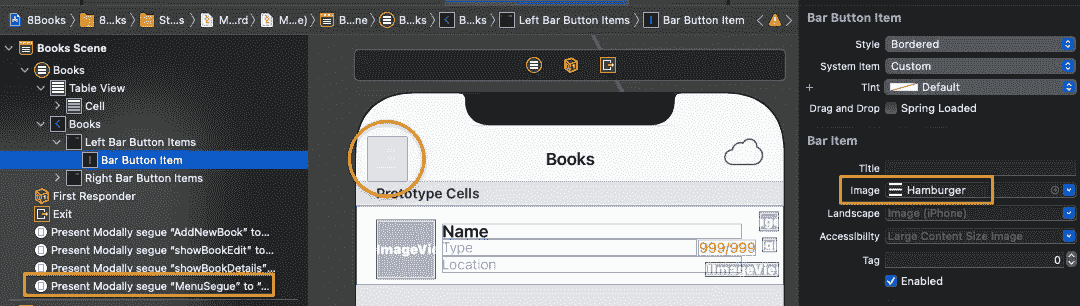 8Books
8...ks
St...s
M...rd
M...e)
B...ne
B...ks
B...ks
Left Bar Button Items
Bar Button Item
Books Scene
Books
Table View
Cell
Books
Left Bar Button Items
Bar Button Item
Right Bar Button Items
First Responder
Exit
Present Modally segue “AddNewBook” to...
Present Modally segue “showBookEdit” to...
Present Modally segue “showBookDetails”...
Present Modally segue “MenuSegue” to “...
Books
Prototype Cells
ImageVie
Name
Type
999/999
Location
ImageVie
Bar Button Item
Style Bordered
System Item Custom
Tint Default
Drag and Drop Spring Loaded
Bar Item
Title
Image Hamburger
Landscape Image (iPhone)
Accessibility Large Content Size Image
Tag 0
Enabled